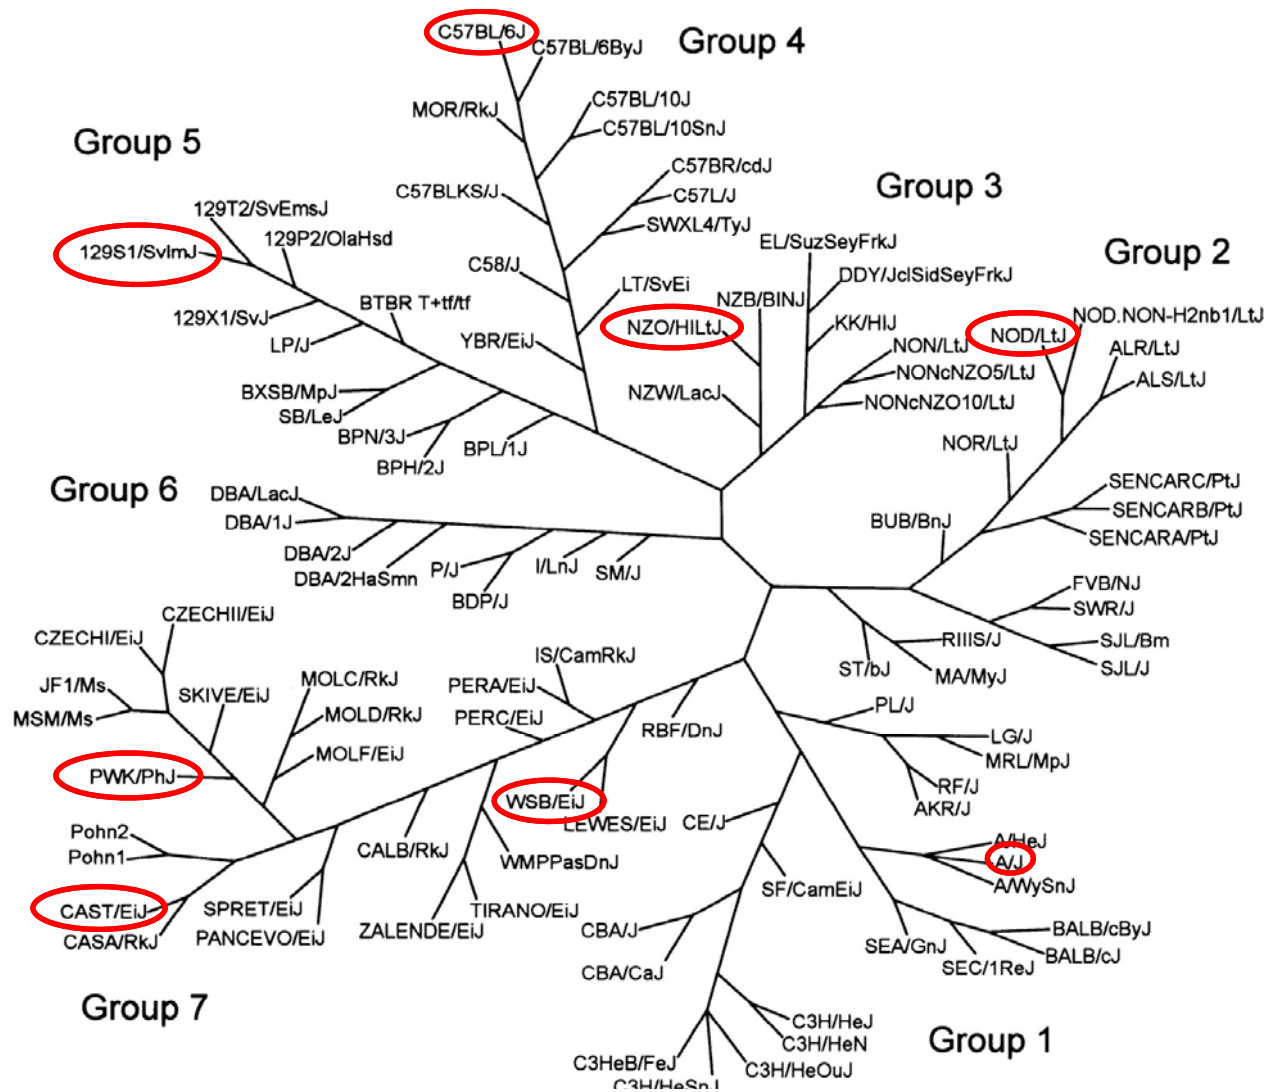 C57BL/6J
C57BL/6ByJ
Group 4
MOR/RkJ
C57BL/10J
C57BL/10SnJ
Group 5
C57BR/cdJ
C57L/J
SWXL4/TyJ
C57BLKS/J
Group 3
129T2/SvEmsJ
129P2/OlaHsd
129S1/SvImJ
EL/SuzSeyFrkJ
DDY/JclSidSeyFrkJ
Group 2
C58/J
LT/SvEi
NZB/BINJ
BTBR T+tf/tf
129X1/SvJ
LP/J
YBR/EiJ
NZO/HILtJ
KK/HIJ
NOD/LtJ
NOD.NON-H2nb1/LtJ
NON/LtJ
ALR/LtJ
NONcNZO5/LtJ
ALS/LtJ
BXSB/MpJ
SB/LeJ
NZW/LacJ
NONcNZO10/LtJ
BPN/3J
BPH/2J
BPL/1J
NOR/LtJ
Group 6
DBA/LacJ
DBA/1J
DBA/2J
DBA/2HaSmn
P/J
BDP/J
I/LnJ
SM/J
SENCARC/PtJ
SENCARB/PtJ
SENCARA/PtJ
BUB/BnJ
FVB/NJ
SWR/J
SJL/Bm
SJL/J
RIIIS/J
MA/MyJ
ST/bJ
CZECHII/EiJ
CZECHI/EiJ
JF1/Ms
MSM/Ms
SKIVE/EiJ
MOLC/RkJ
MOLD/RkJ
MOLF/EiJ
IS/CamRkJ
PERA/EiJ
PERC/EiJ
RBF/DnJ
PL/J
LG/J
MRL/MpJ
RF/J
AKR/J
PWK/PhJ
WSB/EiJ
LEWES/EiJ
CE/J
Pohn2
Pohn1
CALB/RkJ
WMPPasDnJ
A/HeJ
A/J
A/WySnJ
SF/CamEiJ
CAST/EiJ
CASA/RkJ
SPRET/EiJ
PANCEVO/EiJ
ZALENDE/EiJ
TIRANO/EiJ
CBA/J
CBA/CaJ
SEA/GnJ
SEC/1ReJ
BALB/cByJ
BALB/cJ
Group 7
C3H/HeJ
C3H/HeN
C3H/HeOuJ
C3HeB/FeJ
C3H/HeSnJ
Group 1